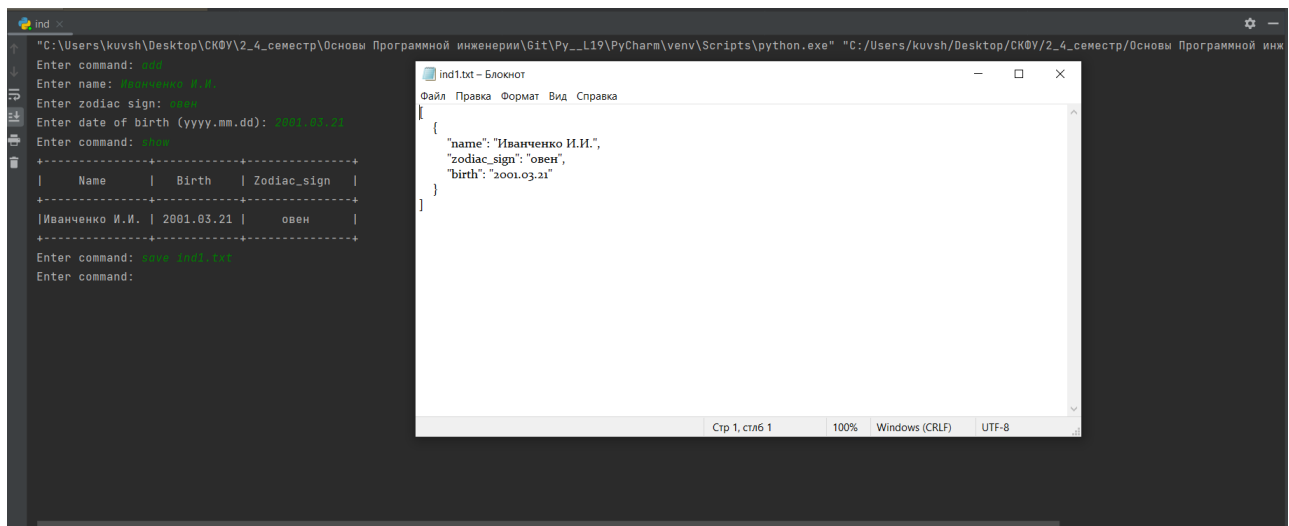 ind
"C:\Users\kuvsh\Desktop\СКФУ\2_4_семестр\Основы Программной инженерии\Git\Py__L19\PyCharm\venv\Scripts\python.exe" "C:/Users/kuvsh/Desktop/СКФУ/2_4_семестр/Основы Программной инж
Enter command: add
Enter name: Иванченко И.И.
Enter zodiac sign: овен
Enter date of birth (yyyy.mm.dd): 2001.03.21
Enter command: show
+---------------+------------+---------------+
| Name | Birth | Zodiac_sign |
+---------------+------------+---------------+
|Иванченко И.И. | 2001.03.21 | овен |
+---------------+------------+---------------+
Enter command: save ind1.txt
Enter command:
ind1.txt – Блокнот
Файл Правка Формат Вид Справка
[
{
"name": "Иванченко И.И.",
"zodiac_sign": "овен",
"birth": "2001.03.21"
}
]
Стр 1, стлб 1 100% Windows (CRLF) UTF-8